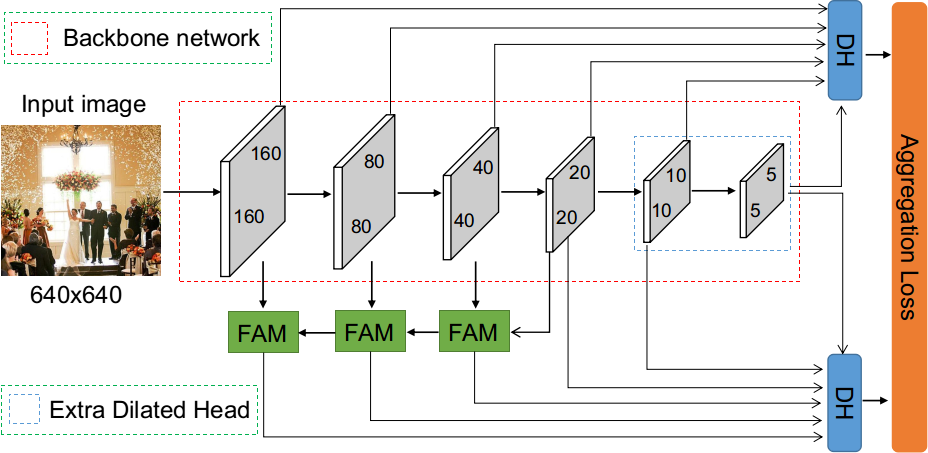 Backbone network
Input image
640x640
160
160
80
80
40
40
20
20
10
10
5
5
DH
FAM
FAM
FAM
DH
Extra Dilated Head
Aggregation Loss